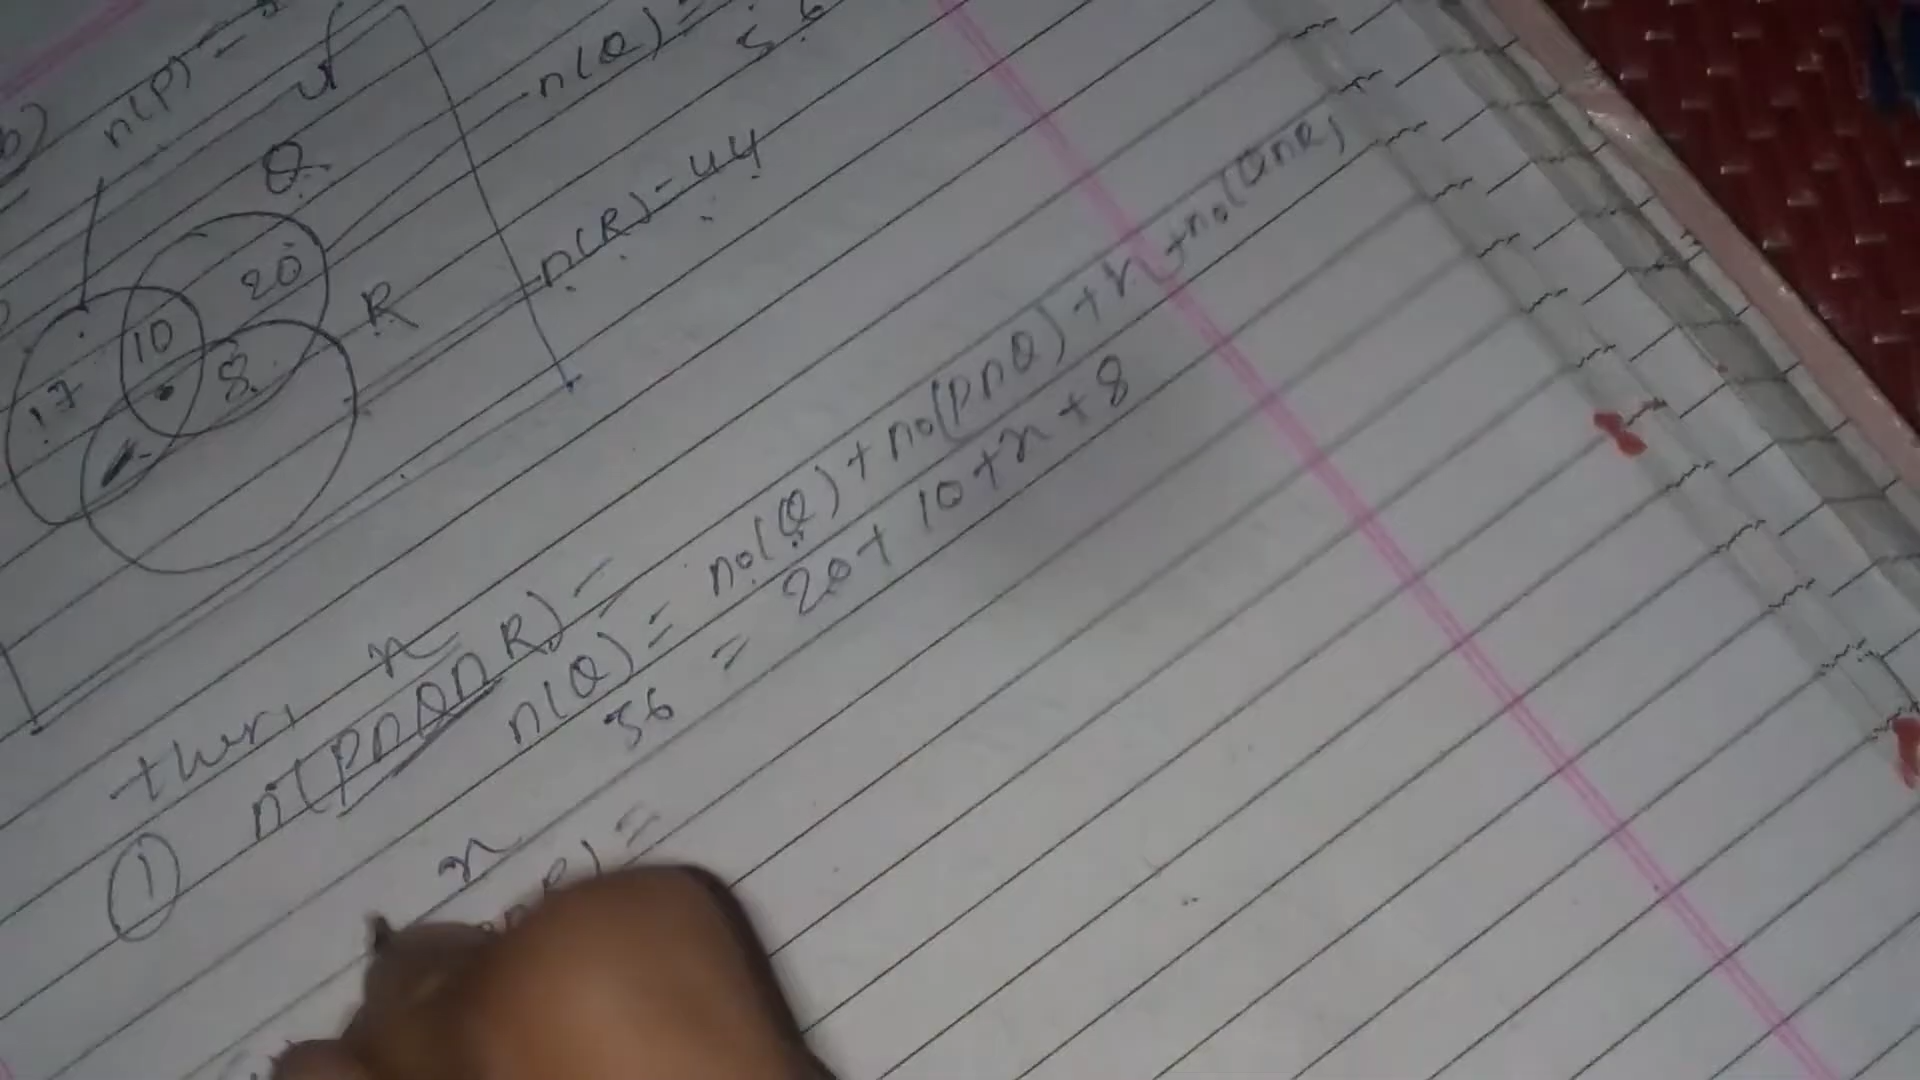 b) n(P) =
n(Q) =
56
n(R) = 44
U
Q
20
10
R
17
8
then,
x =
① n(P∩Q∩R) =
n(Q) = no(Q) + no(P∩Q) + x + no(Q∩R)
56 = 20 + 10 + x + 8
x
R) =